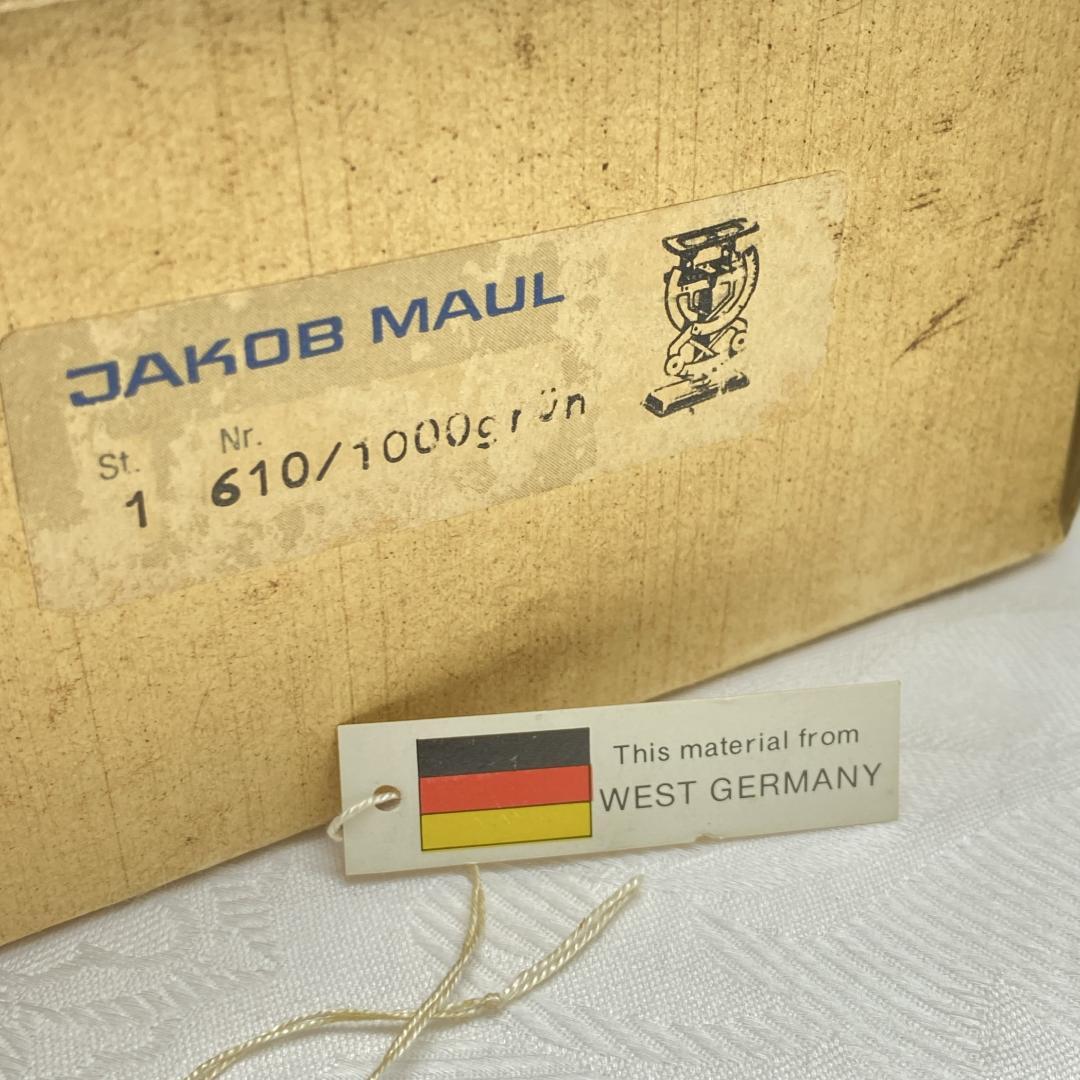 JAKOB MAUL
St. Nr.
1 610/1000grün
This material from
WEST GERMANY